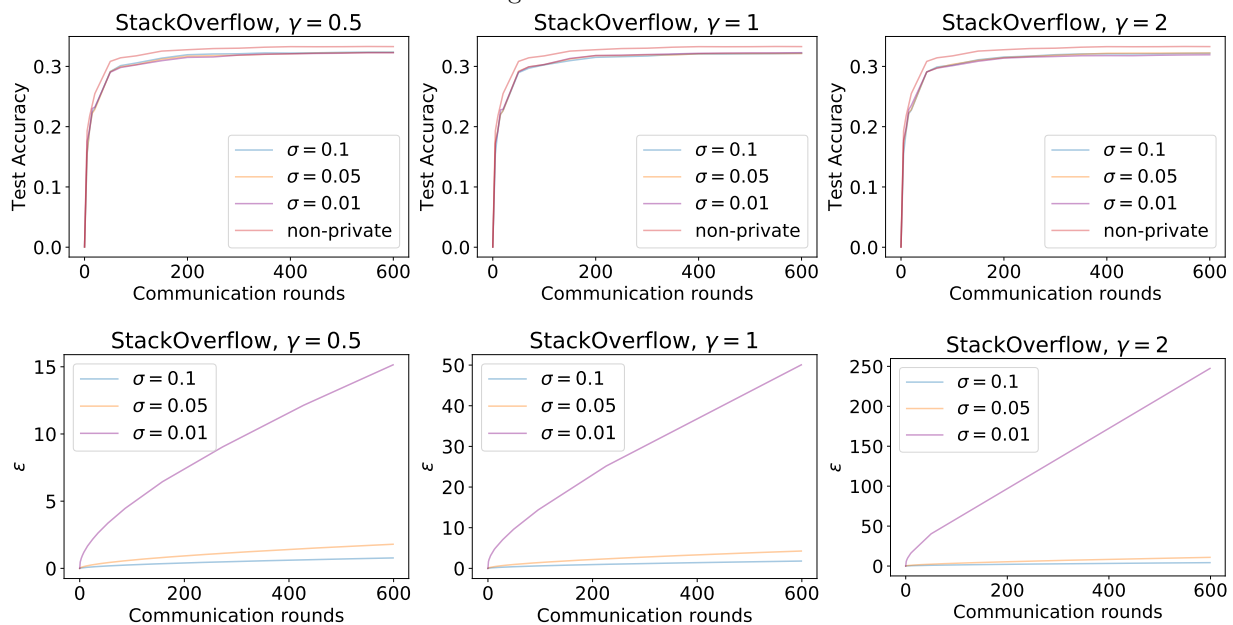 StackOverflow, γ = 0.5
Test Accuracy
0.3
0.2
0.1
0.0
σ = 0.1
σ = 0.05
σ = 0.01
non-private
0 200 400 600
Communication rounds
StackOverflow, γ = 1
Test Accuracy
0.3
0.2
0.1
0.0
σ = 0.1
σ = 0.05
σ = 0.01
non-private
0 200 400 600
Communication rounds
StackOverflow, γ = 2
Test Accuracy
0.3
0.2
0.1
0.0
σ = 0.1
σ = 0.05
σ = 0.01
non-private
0 200 400 600
Communication rounds
StackOverflow, γ = 0.5
ε
15
10
5
0
σ = 0.1
σ = 0.05
σ = 0.01
0 200 400 600
Communication rounds
StackOverflow, γ = 1
ε
50
40
30
20
10
0
σ = 0.1
σ = 0.05
σ = 0.01
0 200 400 600
Communication rounds
StackOverflow, γ = 2
ε
250
200
150
100
50
0
σ = 0.1
σ = 0.05
σ = 0.01
0 200 400 600
Communication rounds